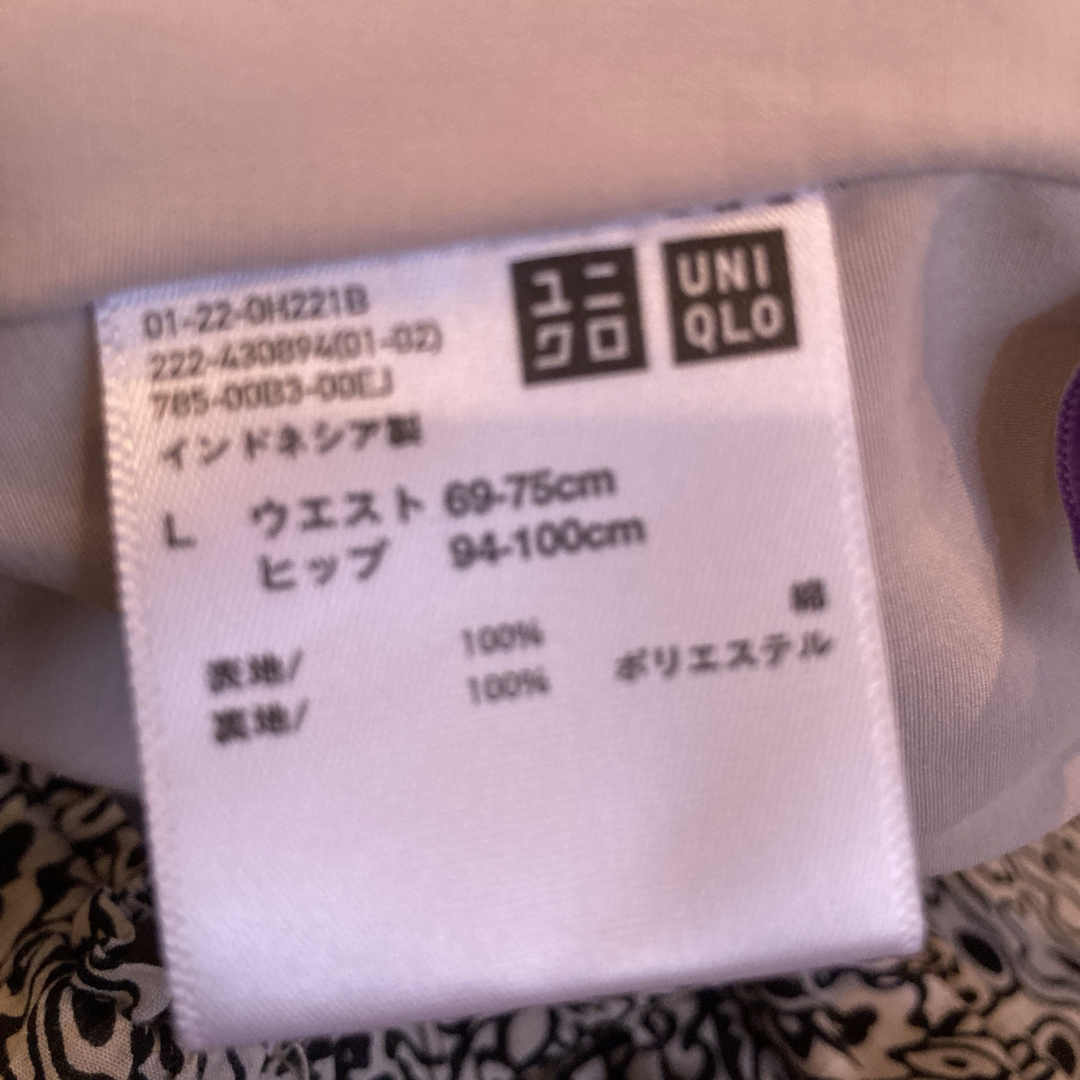 ユニ
クロ
UNI
QLO
01-22-0H221B
222-430894(01-02)
785-00B3-00EJ
インドネシア製
L ウエスト 69-75cm
ヒップ 94-100cm
表地/ 100% 綿
裏地/ 100% ポリエステル